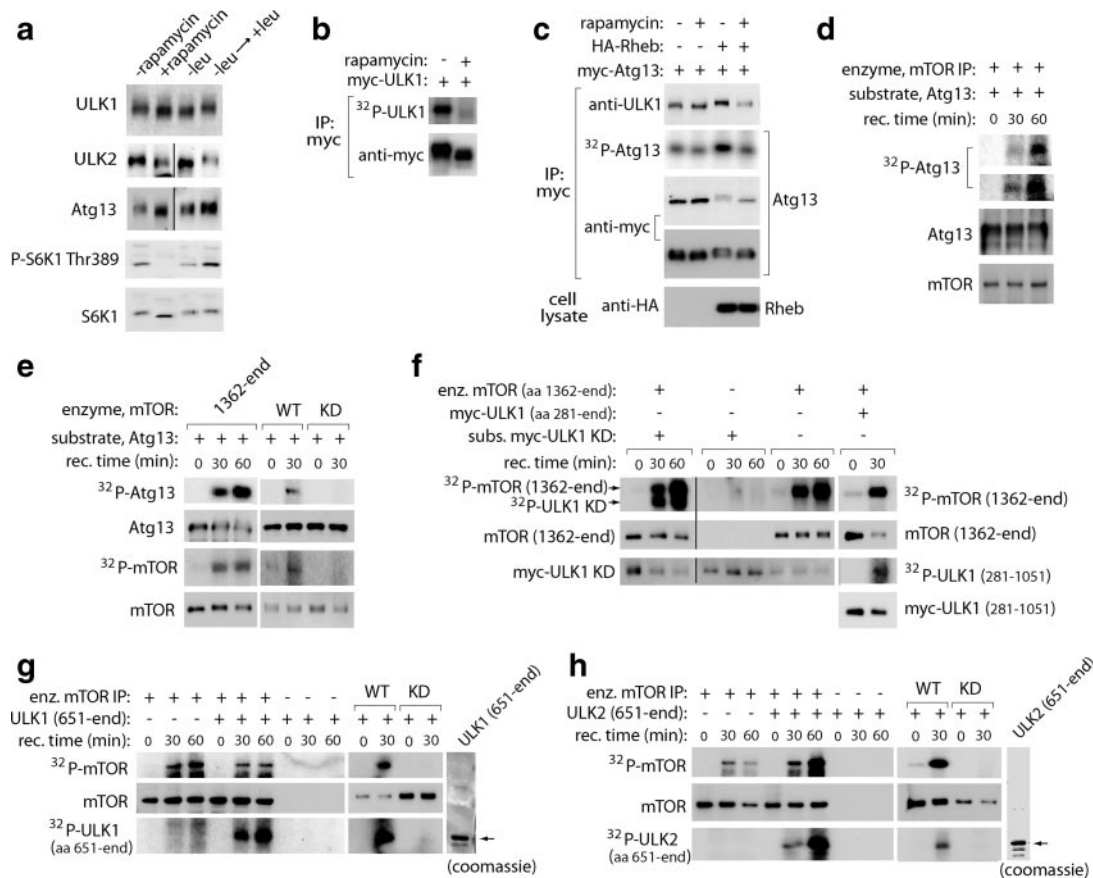 a
-rapamycin
+rapamycin
-leu
-leu → +leu
ULK1
ULK2
Atg13
P-S6K1 Thr389
S6K1
b
rapamycin: - +
myc-ULK1: + +
IP: myc
32P-ULK1
anti-myc
c
rapamycin: - + - +
HA-Rheb: - - + +
myc-Atg13: + + + +
IP: myc
anti-ULK1
32P-Atg13
anti-myc
Atg13
cell lysate
anti-HA
Rheb
d
enzyme, mTOR IP: + + +
substrate, Atg13: + + +
rec. time (min): 0 30 60
32P-Atg13
Atg13
mTOR
e
enzyme, mTOR: 1362-end WT KD
substrate, Atg13: + + + + + + +
rec. time (min): 0 30 60 0 30 0 30
32P-Atg13
Atg13
32P-mTOR
mTOR
f
enz. mTOR (aa 1362-end): + - + +
myc-ULK1 (aa 281-end): - - - +
subs. myc-ULK1 KD: + + - -
rec. time (min): 0 30 60 0 30 60 0 30 60 0 30
32P-mTOR (1362-end)
32P-ULK1 KD
32P-mTOR (1362-end)
mTOR (1362-end)
mTOR (1362-end)
myc-ULK1 KD
32P-ULK1 (281-1051)
myc-ULK1 (281-1051)
g
enz. mTOR IP: + + + + + + - - - WT KD
ULK1 (651-end): - - - + + + + + + + + + +
rec. time (min): 0 30 60 0 30 60 0 30 60 0 30 0 30
ULK1 (651-end)
32P-mTOR
mTOR
32P-ULK1
(aa 651-end)
(coomassie)
h
enz. mTOR IP: + + + + + + - - - WT KD
ULK2 (651-end): - - - + + + + + + + + + +
rec. time (min): 0 30 60 0 30 60 0 30 60 0 30 0 30
ULK2 (651-end)
32P-mTOR
mTOR
32P-ULK2
(aa 651-end)
(coomassie)